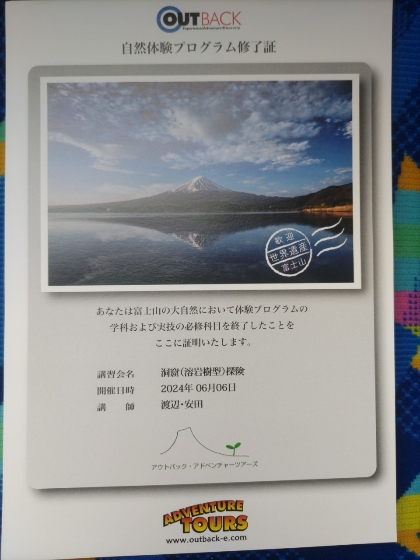 OUTBACK
自然体験プログラム修了証
歓迎
世界遺産
富士山
あなたは富士山の大自然において体験プログラムの
学科および実技の必修科目を終了したことを
ここに証明いたします。
講習会名 洞窟(溶岩樹型)探険
開催日時 2024年 06月06日
講 師 渡辺・安田
アウトバック・アドベンチャーツアーズ
ADVENTURE
TOURS
www.outback-e.com